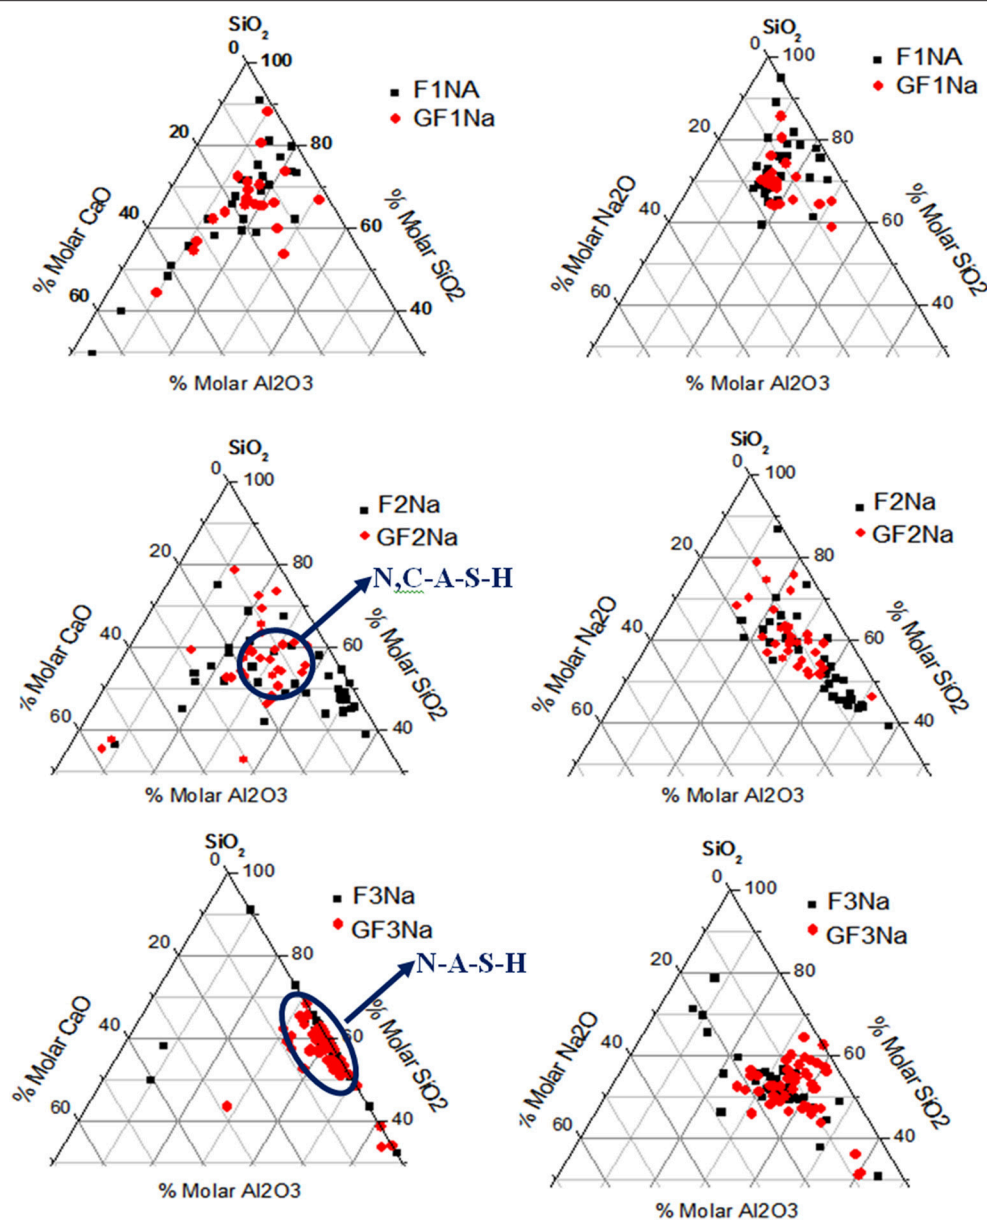 SiO2
0
100
F1NA
GF1Na
20
80
40
60
60
40
% Molar CaO
% Molar SiO2
% Molar Al2O3
SiO2
0
100
F1NA
GF1Na
20
80
40
60
60
40
% Molar Na2O
% Molar SiO2
% Molar Al2O3
SiO2
0
100
F2Na
GF2Na
20
80
N,C-A-S-H
40
60
60
40
% Molar CaO
% Molar SiO2
% Molar Al2O3
SiO2
0
100
F2Na
GF2Na
20
80
40
60
60
40
% Molar Na2O
% Molar SiO2
% Molar Al2O3
SiO2
0
100
F3Na
GF3Na
20
80
N-A-S-H
40
60
60
40
% Molar CaO
% Molar SiO2
% Molar Al2O3
SiO2
0
100
F3Na
GF3Na
20
80
40
60
60
40
% Molar Na2O
% Molar SiO2
% Molar Al2O3